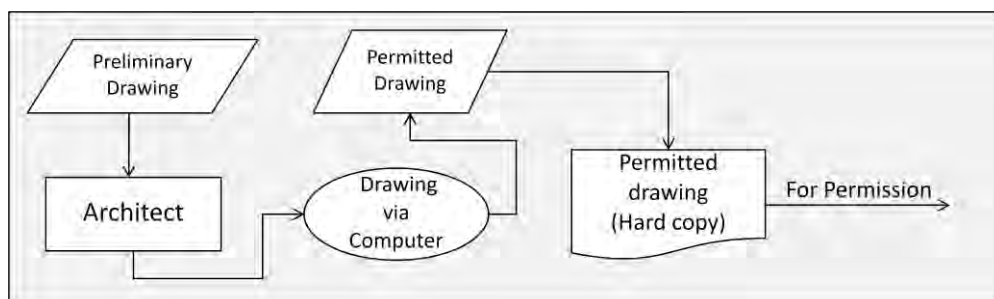 Preliminary
Drawing
Architect
Drawing
via
Computer
Permitted
Drawing
Permitted
drawing
(Hard copy)
For Permission